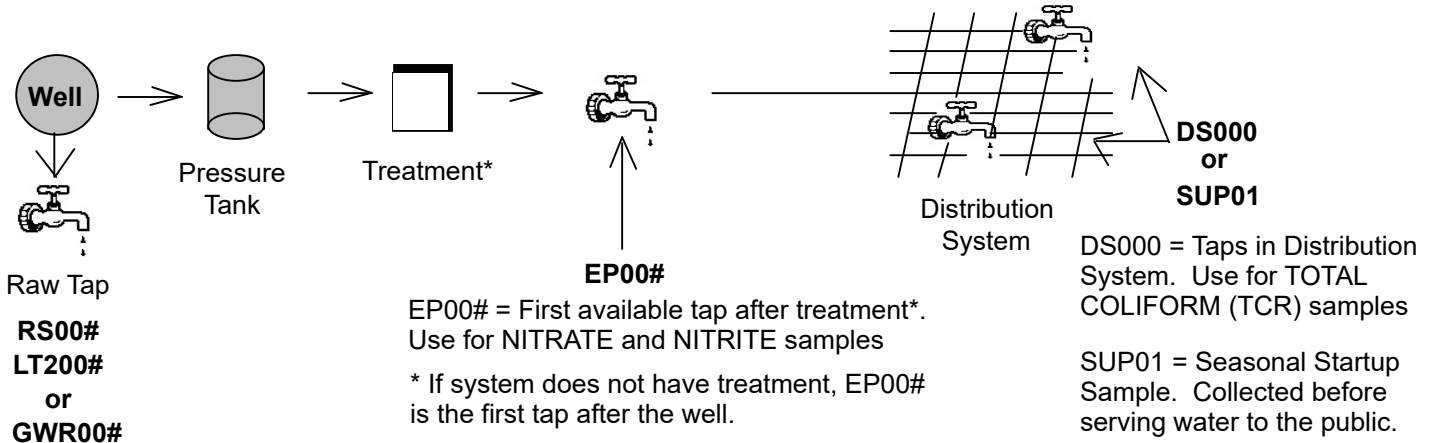 Well
Pressure
Tank
Treatment*
Raw Tap
RS00#
LT200#
or
GWR00#
EP00#
EP00# = First available tap after treatment*.
Use for NITRATE and NITRITE samples
* If system does not have treatment, EP00#
is the first tap after the well.
Distribution
System
DS000
or
SUP01
DS000 = Taps in Distribution
System. Use for TOTAL
COLIFORM (TCR) samples
SUP01 = Seasonal Startup
Sample. Collected before
serving water to the public.